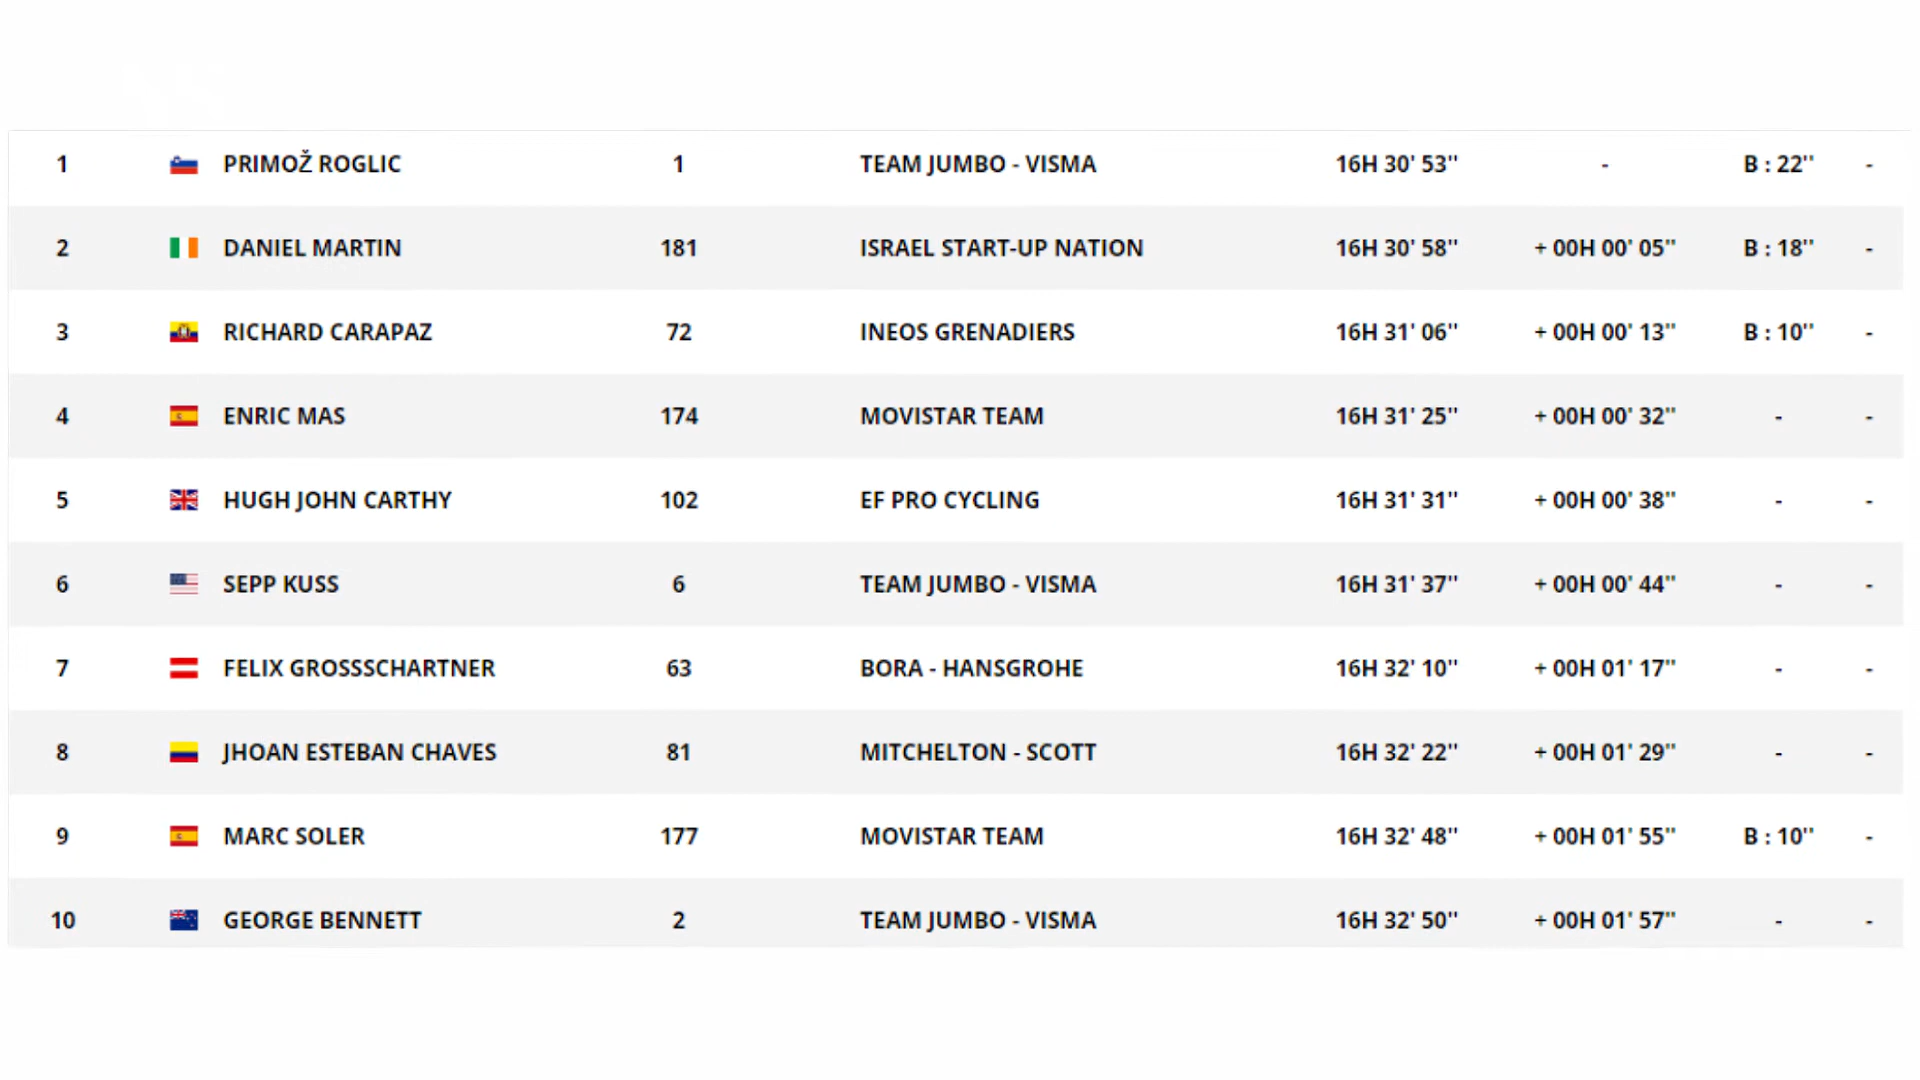 1 PRIMOŽ ROGLIC 1 TEAM JUMBO - VISMA 16H 30' 53'' - B : 22'' -
2 DANIEL MARTIN 181 ISRAEL START-UP NATION 16H 30' 58'' + 00H 00' 05'' B : 18'' -
3 RICHARD CARAPAZ 72 INEOS GRENADIERS 16H 31' 06'' + 00H 00' 13'' B : 10'' -
4 ENRIC MAS 174 MOVISTAR TEAM 16H 31' 25'' + 00H 00' 32'' - -
5 HUGH JOHN CARTHY 102 EF PRO CYCLING 16H 31' 31'' + 00H 00' 38'' - -
6 SEPP KUSS 6 TEAM JUMBO - VISMA 16H 31' 37'' + 00H 00' 44'' - -
7 FELIX GROSSSCHARTNER 63 BORA - HANSGROHE 16H 32' 10'' + 00H 01' 17'' - -
8 JHOAN ESTEBAN CHAVES 81 MITCHELTON - SCOTT 16H 32' 22'' + 00H 01' 29'' - -
9 MARC SOLER 177 MOVISTAR TEAM 16H 32' 48'' + 00H 01' 55'' B : 10'' -
10 GEORGE BENNETT 2 TEAM JUMBO - VISMA 16H 32' 50'' + 00H 01' 57'' - -